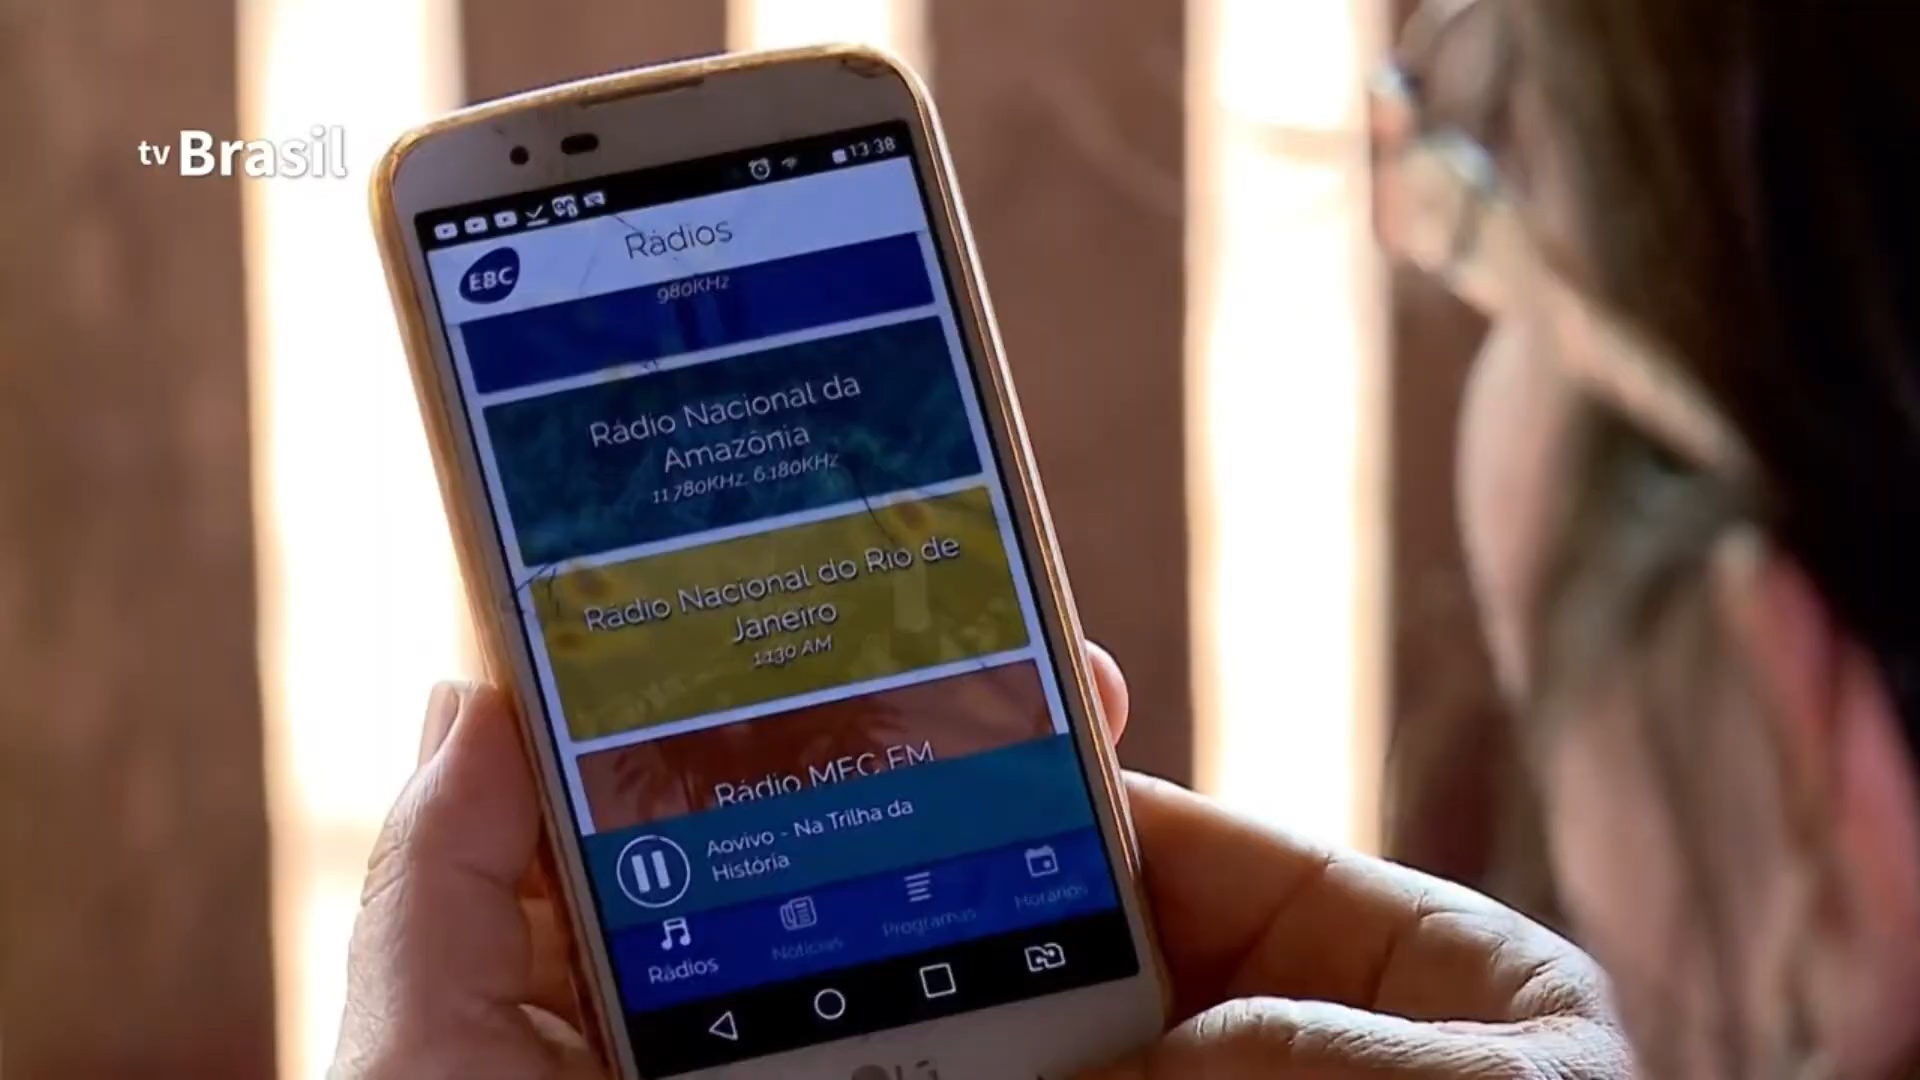 tv Brasil
13:38
EBC
Rádios
980KHz
Rádio Nacional da
Amazônia
11.780KHz. 6.180KHz
Rádio Nacional do Rio de
Janeiro
1130 AM
Rádio MEC FM
Aovivo - Na Trilha da
História
Rádios
Notícias
Programas
Horários
LG